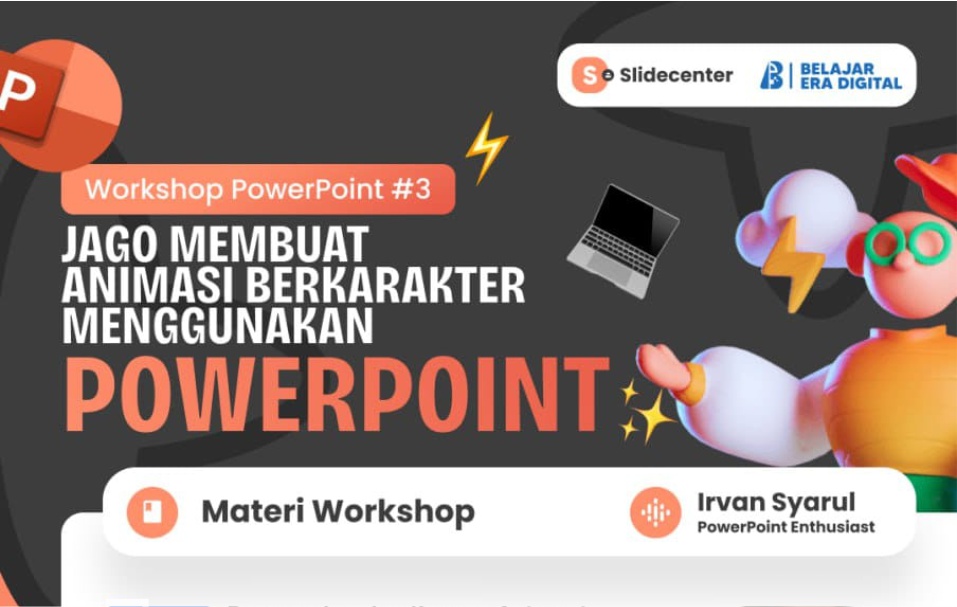 P
S Slidecenter
BELAJAR
ERA DIGITAL
Workshop PowerPoint #3
JAGO MEMBUAT
ANIMASI BERKARAKTER
MENGGUNAKAN
POWERPOINT
Materi Workshop
Irvan Syarul
PowerPoint Enthusiast